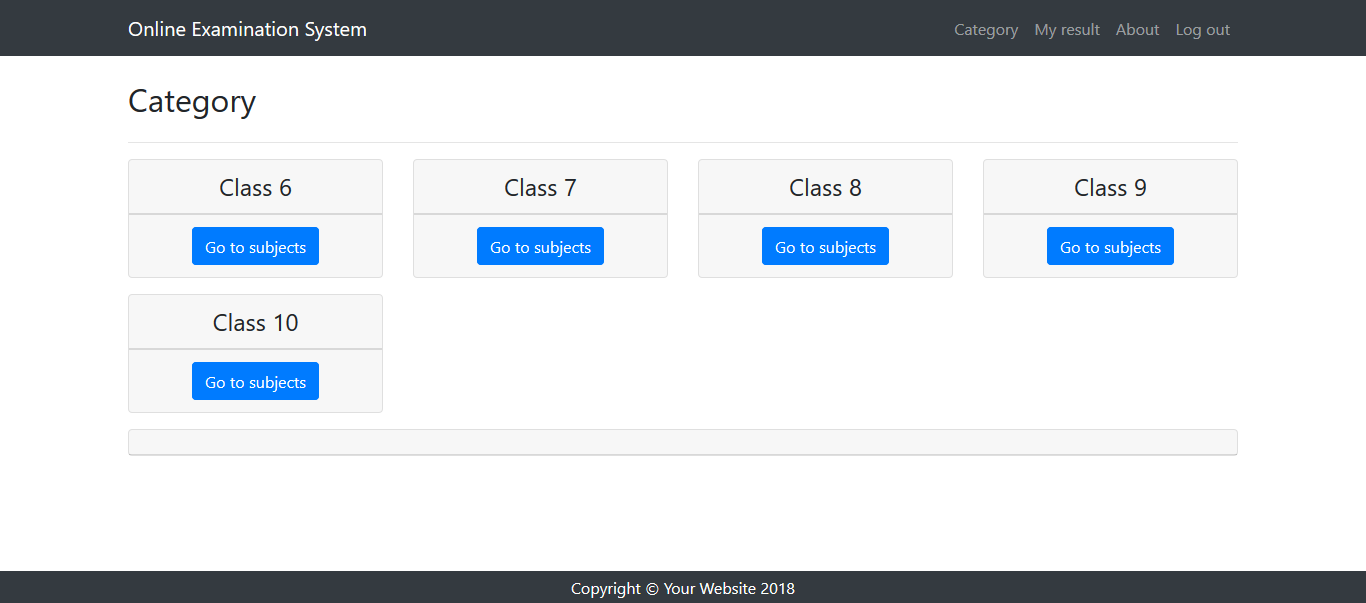 Online Examination System Category My result About Log out
Category
Class 6 Class 7 Class 8 Class 9
Go to subjects Go to subjects Go to subjects Go to subjects
Class 10
Go to subjects
Copyright © Your Website 2018